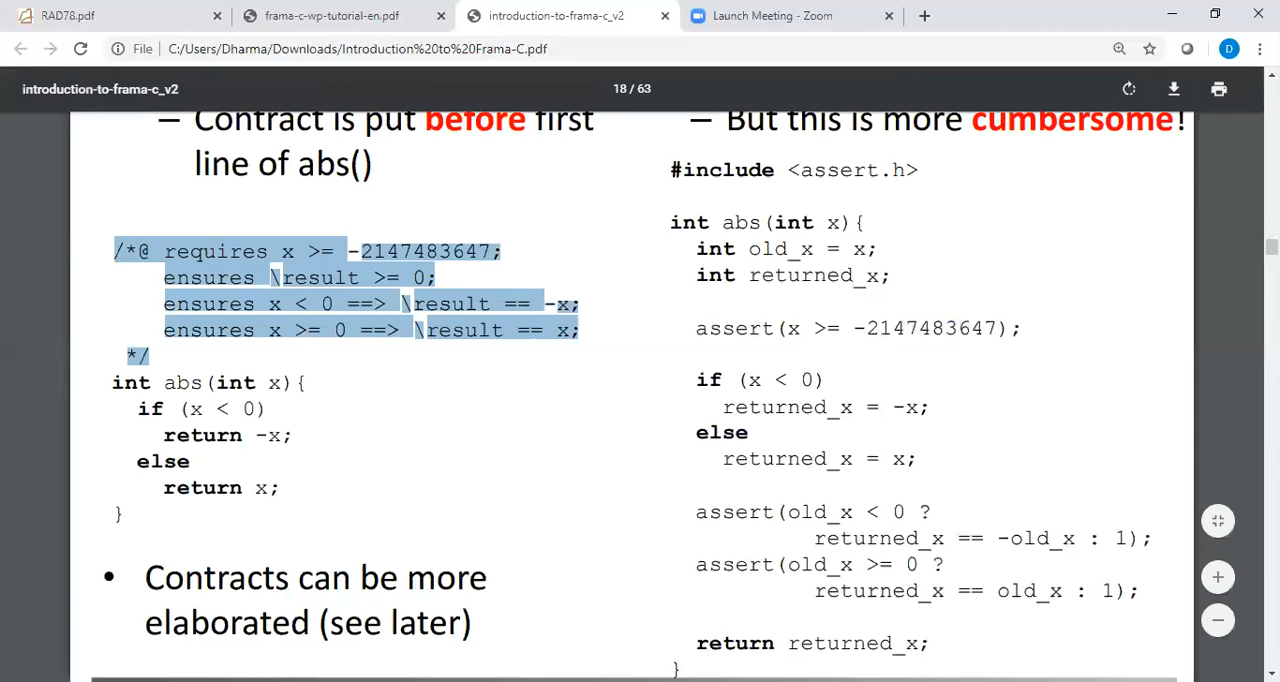 RAD78.pdf
frama-c-wp-tutorial-en.pdf
introduction-to-frama-c_v2
Launch Meeting - Zoom
File
C:/Users/Dharma/Downloads/Introduction%20to%20Frama-C.pdf
D
introduction-to-frama-c_v2
18 / 63
– Contract is put before first
line of abs()
/*@ requires x >= -2147483647;
ensures \result >= 0;
ensures x < 0 ==> \result == -x;
ensures x >= 0 ==> \result == x;
*/
int abs(int x){
if (x < 0)
return -x;
else
return x;
}
• Contracts can be more
elaborated (see later)
– But this is more cumbersome!
#include <assert.h>
int abs(int x){
int old_x = x;
int returned_x;
assert(x >= -2147483647);
if (x < 0)
returned_x = -x;
else
returned_x = x;
assert(old_x < 0 ?
returned_x == -old_x : 1);
assert(old_x >= 0 ?
returned_x == old_x : 1);
return returned_x;
}